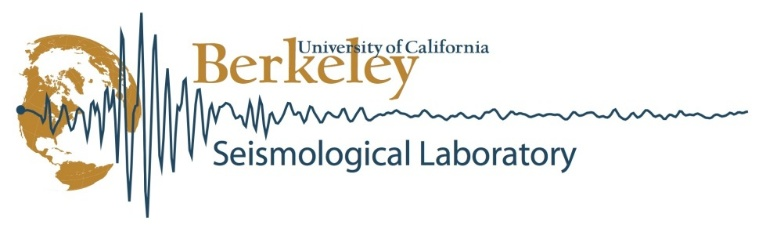 University of California
Berkeley
Seismological Laboratory